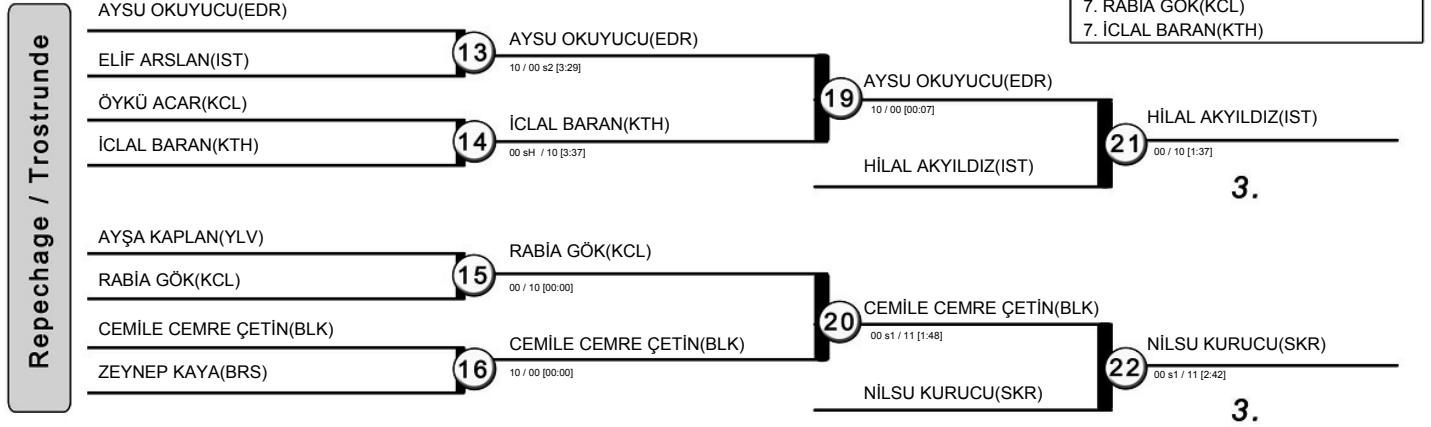 Repechage / Trostrunde
7. RABİA GÖK(KCL)
7. İCLAL BARAN(KTH)
AYSU OKUYUCU(EDR)
ELİF ARSLAN(IST)
13
AYSU OKUYUCU(EDR)
10 / 00 s2 [3:29]
ÖYKÜ ACAR(KCL)
İCLAL BARAN(KTH)
14
İCLAL BARAN(KTH)
00 sH / 10 [3:37]
19
AYSU OKUYUCU(EDR)
10 / 00 [00:07]
HİLAL AKYILDIZ(IST)
21
HİLAL AKYILDIZ(IST)
00 / 10 [1:37]
3.
AYŞA KAPLAN(YLV)
RABİA GÖK(KCL)
15
RABİA GÖK(KCL)
00 / 10 [00:00]
CEMİLE CEMRE ÇETİN(BLK)
ZEYNEP KAYA(BRS)
16
CEMİLE CEMRE ÇETİN(BLK)
10 / 00 [00:00]
20
CEMİLE CEMRE ÇETİN(BLK)
00 s1 / 11 [1:48]
NİLSU KURUCU(SKR)
22
NİLSU KURUCU(SKR)
00 s1 / 11 [2:42]
3.